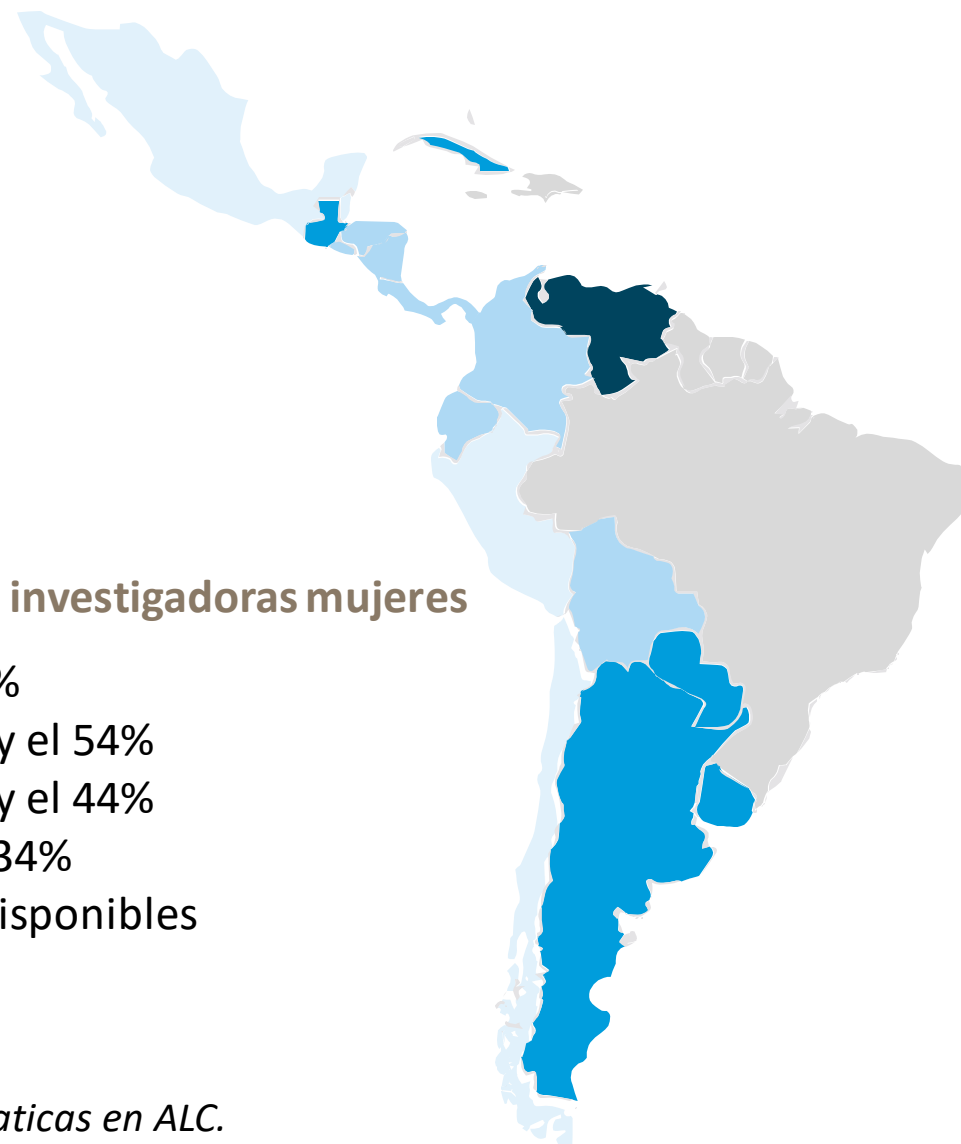 investigadoras mujeres
%
y el 54%
y el 44%
34%
isponibles
aticas en ALC.